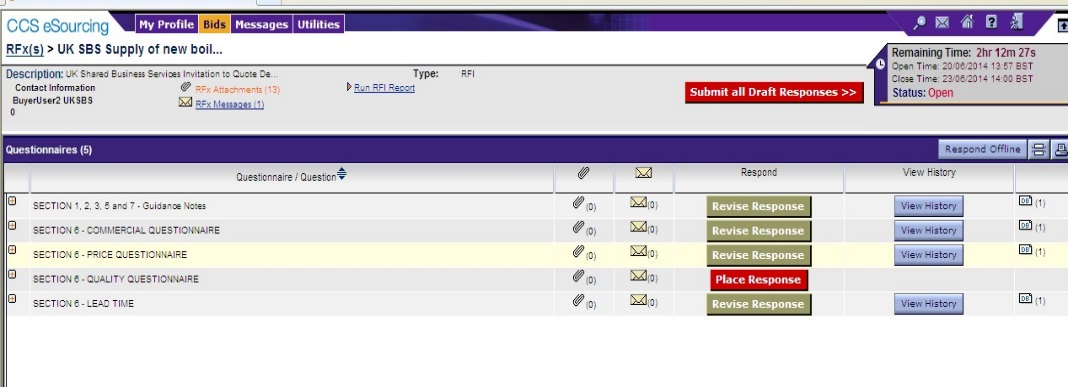 CCS eSourcing My Profile Bids Messages Utilities
RFx(s) > UK SBS Supply of new boil...
Remaining Time: 2hr 12m 27s
Open Time: 20/06/2014 13:57 BST
Close Time: 23/06/2014 14:00 BST
Status: Open
Description: UK Shared Business Services Invitation to Quote De... Type: RFI
Contact Information RFx Attachments (13) Run RFI Report
BuyerUser2 UKSBS RFx Messages (1)
0
Submit all Draft Responses >>
Questionnaires (5) Respond Offline
Questionnaire / Question Respond View History
SECTION 1, 2, 3, 5 and 7 - Guidance Notes (0) (0) Revise Response View History DB (1)
SECTION 6 - COMMERCIAL QUESTIONNAIRE (0) (0) Revise Response View History DB (1)
SECTION 6 - PRICE QUESTIONNAIRE (0) (0) Revise Response View History DB (1)
SECTION 6 - QUALITY QUESTIONNAIRE (0) (0) Place Response
SECTION 6 - LEAD TIME (0) (0) Revise Response View History DB (1)